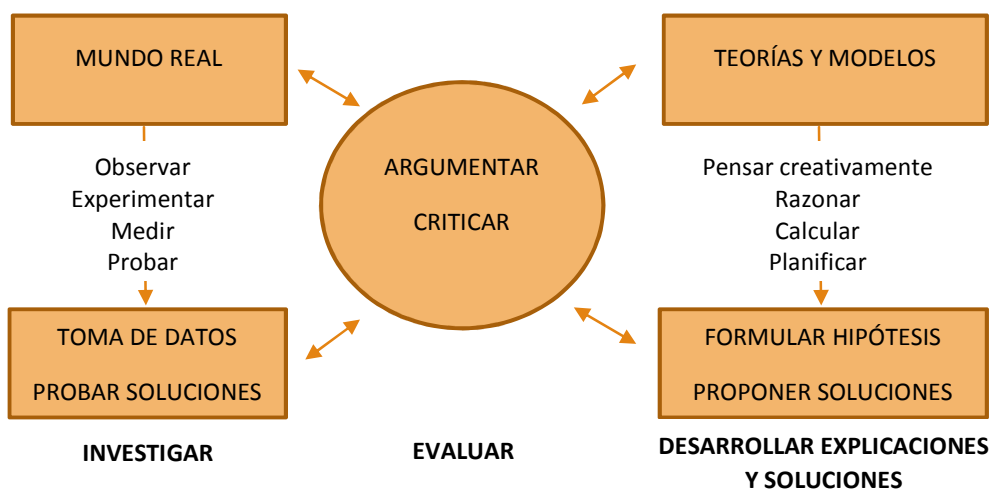 MUNDO REAL
Observar
Experimentar
Medir
Probar
TOMA DE DATOS
PROBAR SOLUCIONES
INVESTIGAR
ARGUMENTAR
CRITICAR
EVALUAR
TEORÍAS Y MODELOS
Pensar creativamente
Razonar
Calcular
Planificar
FORMULAR HIPÓTESIS
PROPONER SOLUCIONES
DESARROLLAR EXPLICACIONES
Y SOLUCIONES